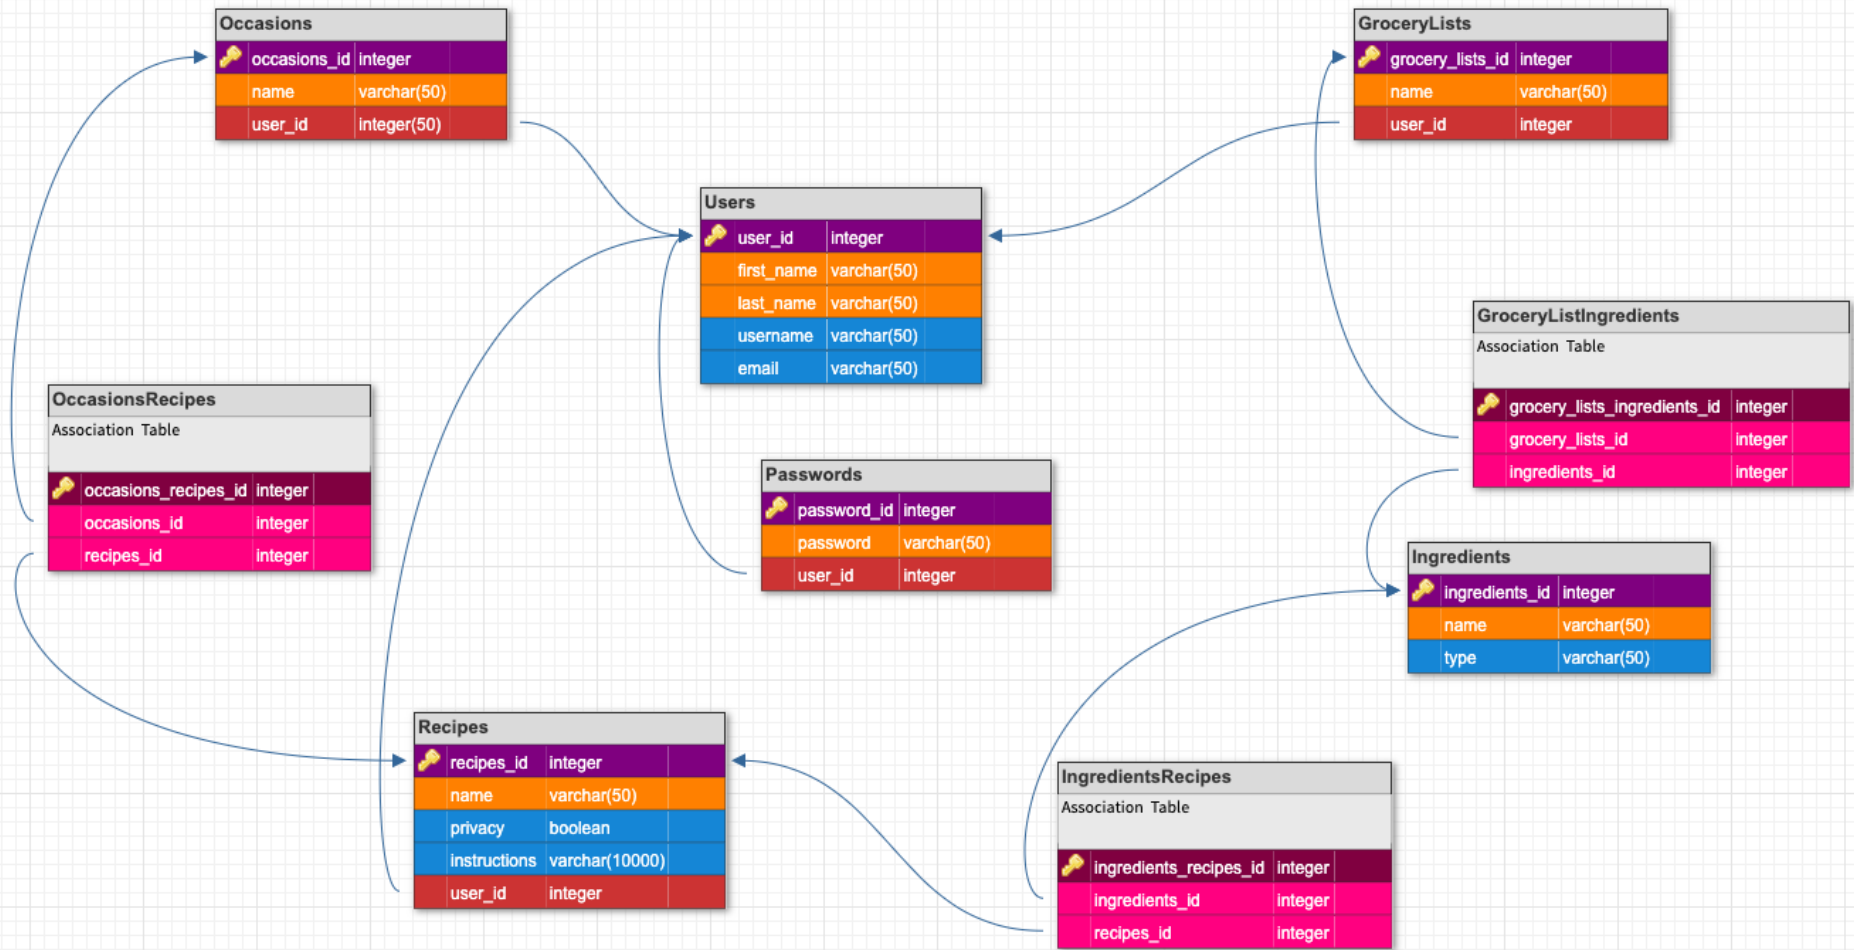 Occasions
occasions_id integer
name varchar(50)
user_id integer(50)
GroceryLists
grocery_lists_id integer
name varchar(50)
user_id integer
Users
user_id integer
first_name varchar(50)
last_name varchar(50)
username varchar(50)
email varchar(50)
GroceryListIngredients
Association Table
grocery_lists_ingredients_id integer
grocery_lists_id integer
ingredients_id integer
OccasionsRecipes
Association Table
occasions_recipes_id integer
occasions_id integer
recipes_id integer
Passwords
password_id integer
password varchar(50)
user_id integer
Ingredients
ingredients_id integer
name varchar(50)
type varchar(50)
Recipes
recipes_id integer
name varchar(50)
privacy boolean
instructions varchar(10000)
user_id integer
IngredientsRecipes
Association Table
ingredients_recipes_id integer
ingredients_id integer
recipes_id integer